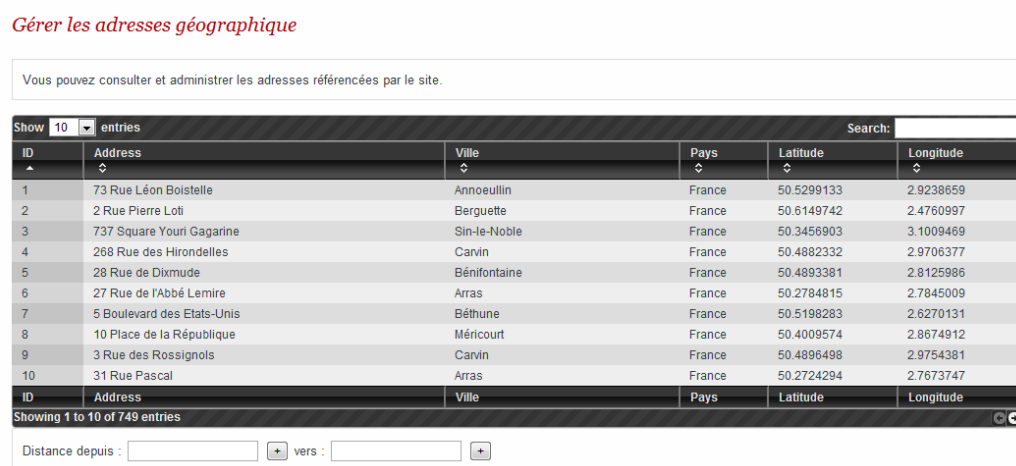 Gérer les adresses géographique
Vous pouvez consulter et administrer les adresses référencées par le site.
Show 10 entries Search:
ID Address Ville Pays Latitude Longitude
1 73 Rue Léon Boistelle Annoeullin France 50.5299133 2.9238659
2 2 Rue Pierre Loti Berguette France 50.6149742 2.4760997
3 737 Square Youri Gagarine Sin-le-Noble France 50.3456903 3.1009469
4 268 Rue des Hirondelles Carvin France 50.4882332 2.9706377
5 28 Rue de Dixmude Bénifontaine France 50.4893381 2.8125986
6 27 Rue de l'Abbé Lemire Arras France 50.2784815 2.7845009
7 5 Boulevard des Etats-Unis Béthune France 50.5198283 2.6270131
8 10 Place de la République Méricourt France 50.4009574 2.8674912
9 3 Rue des Rossignols Carvin France 50.4896498 2.9754381
10 31 Rue Pascal Arras France 50.2724294 2.7673747
ID Address Ville Pays Latitude Longitude
Showing 1 to 10 of 749 entries
Distance depuis : + vers : +